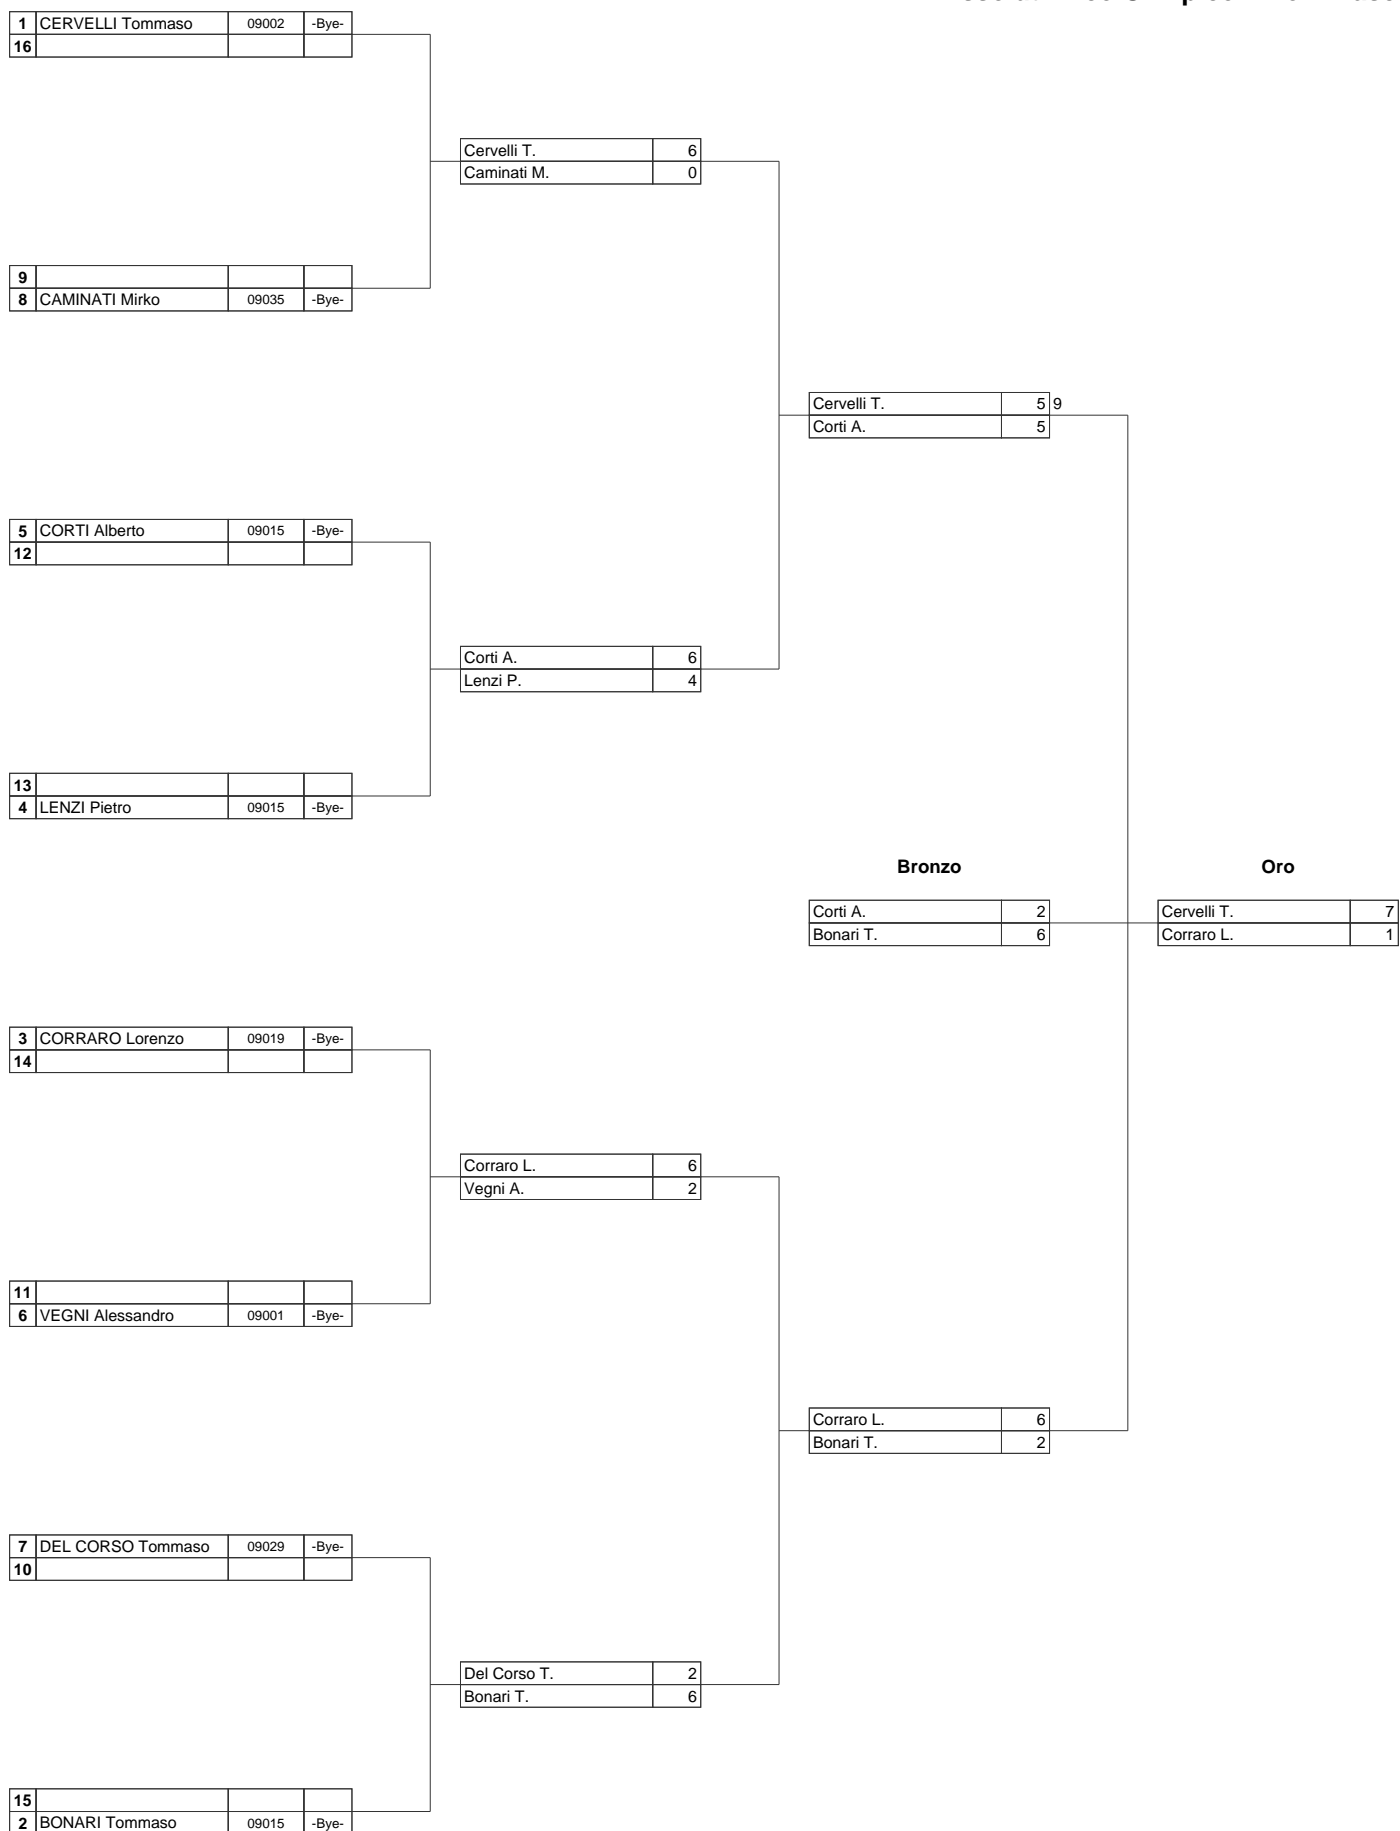 1 CERVELLI Tommaso 09002 -Bye-
16
Cervelli T. 6
Caminati M. 0
9
8 CAMINATI Mirko 09035 -Bye-
Cervelli T. 5 9
Corti A. 5
5 CORTI Alberto 09015 -Bye-
12
Corti A. 6
Lenzi P. 4
13
4 LENZI Pietro 09015 -Bye-
Bronzo Oro
Corti A. 2 Cervelli T. 7
Bonari T. 6 Corraro L. 1
3 CORRARO Lorenzo 09019 -Bye-
14
Corraro L. 6
Vegni A. 2
11
6 VEGNI Alessandro 09001 -Bye-
Corraro L. 6
Bonari T. 2
7 DEL CORSO Tommaso 09029 -Bye-
10
Del Corso T. 2
Bonari T. 6
15
2 BONARI Tommaso 09015 -Bye-